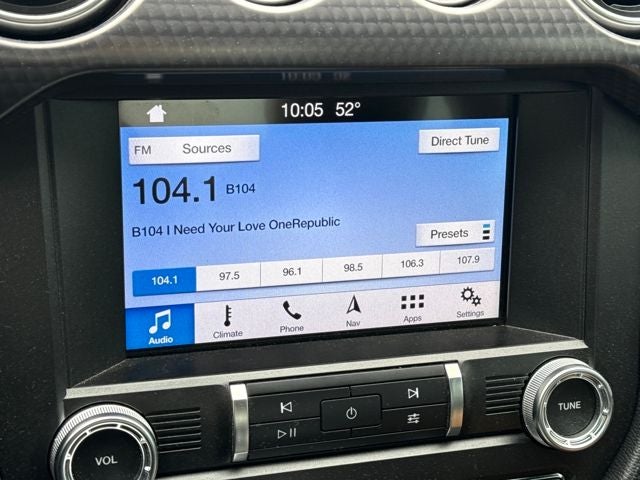 10:05 52°
FM Sources
Direct Tune
104.1 B104
B104 I Need Your Love OneRepublic
Presets
104.1 97.5 96.1 98.5 106.3 107.9
Audio Climate Phone Nav Apps Settings
VOL
TUNE